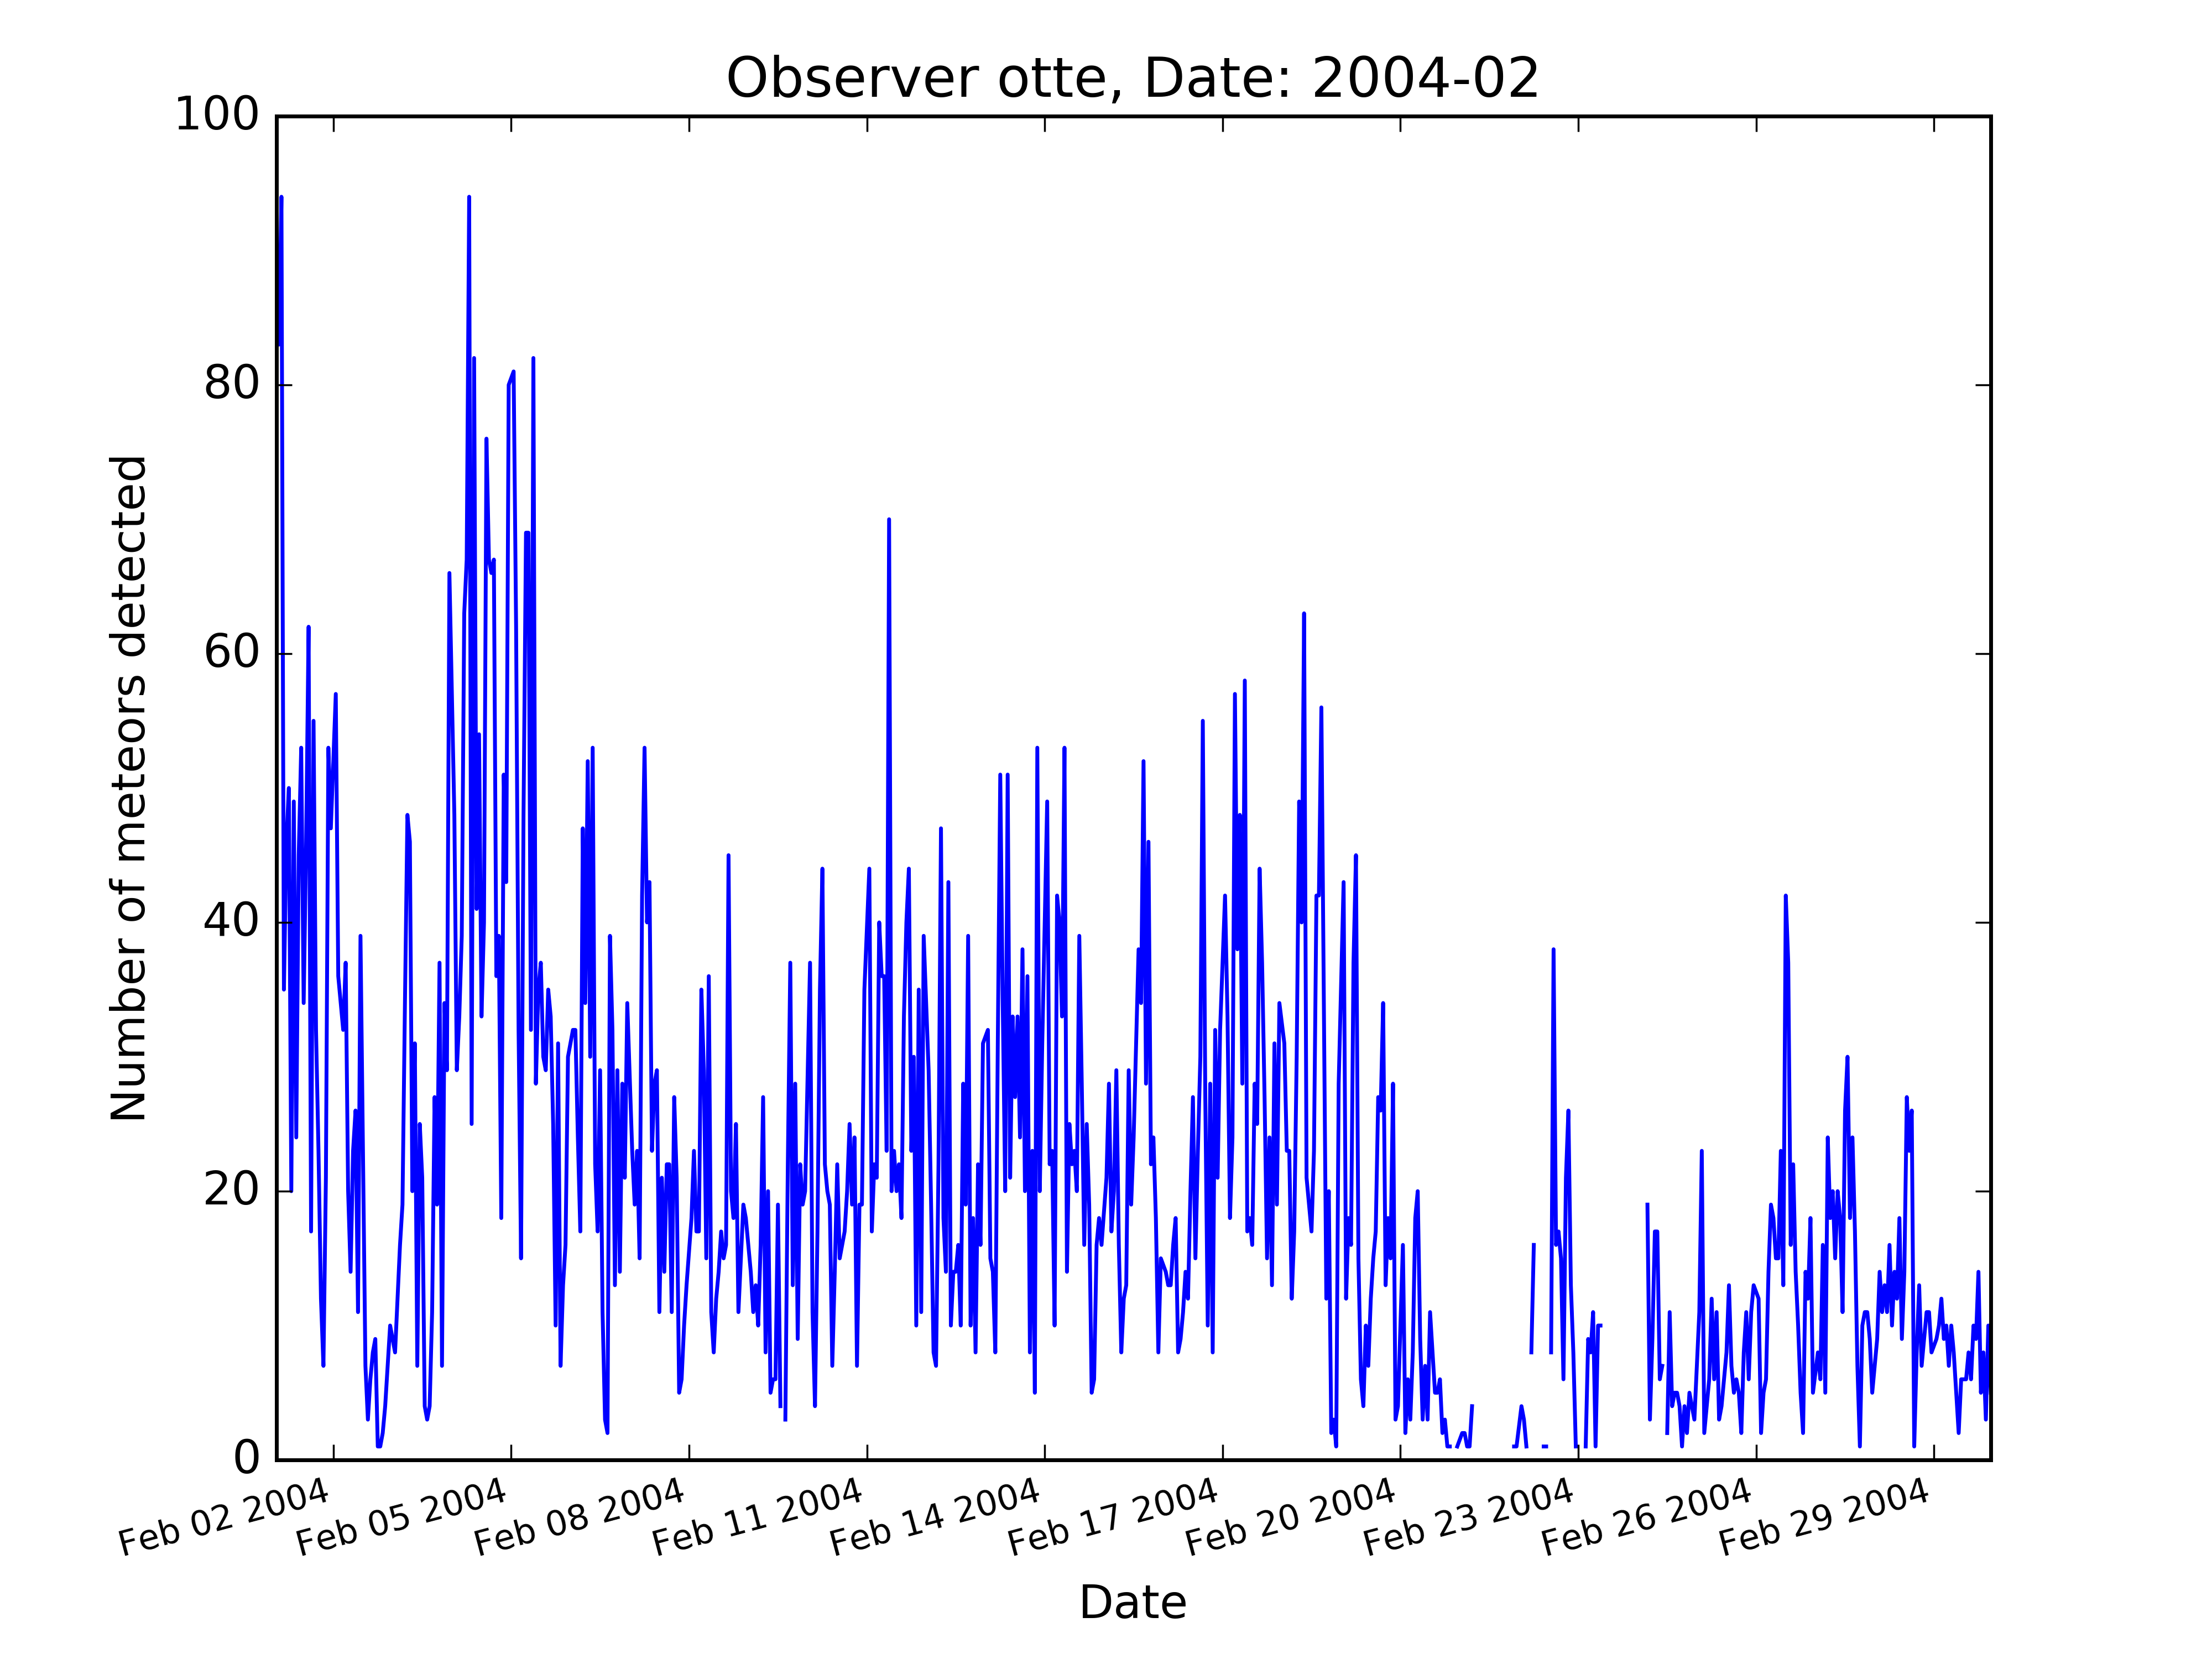 Observer otte, Date: 2004-02
100
80
60
40
20
0
Number of meteors detected
Feb 02 2004
Feb 05 2004
Feb 08 2004
Feb 11 2004
Feb 14 2004
Feb 17 2004
Feb 20 2004
Feb 23 2004
Feb 26 2004
Feb 29 2004
Date